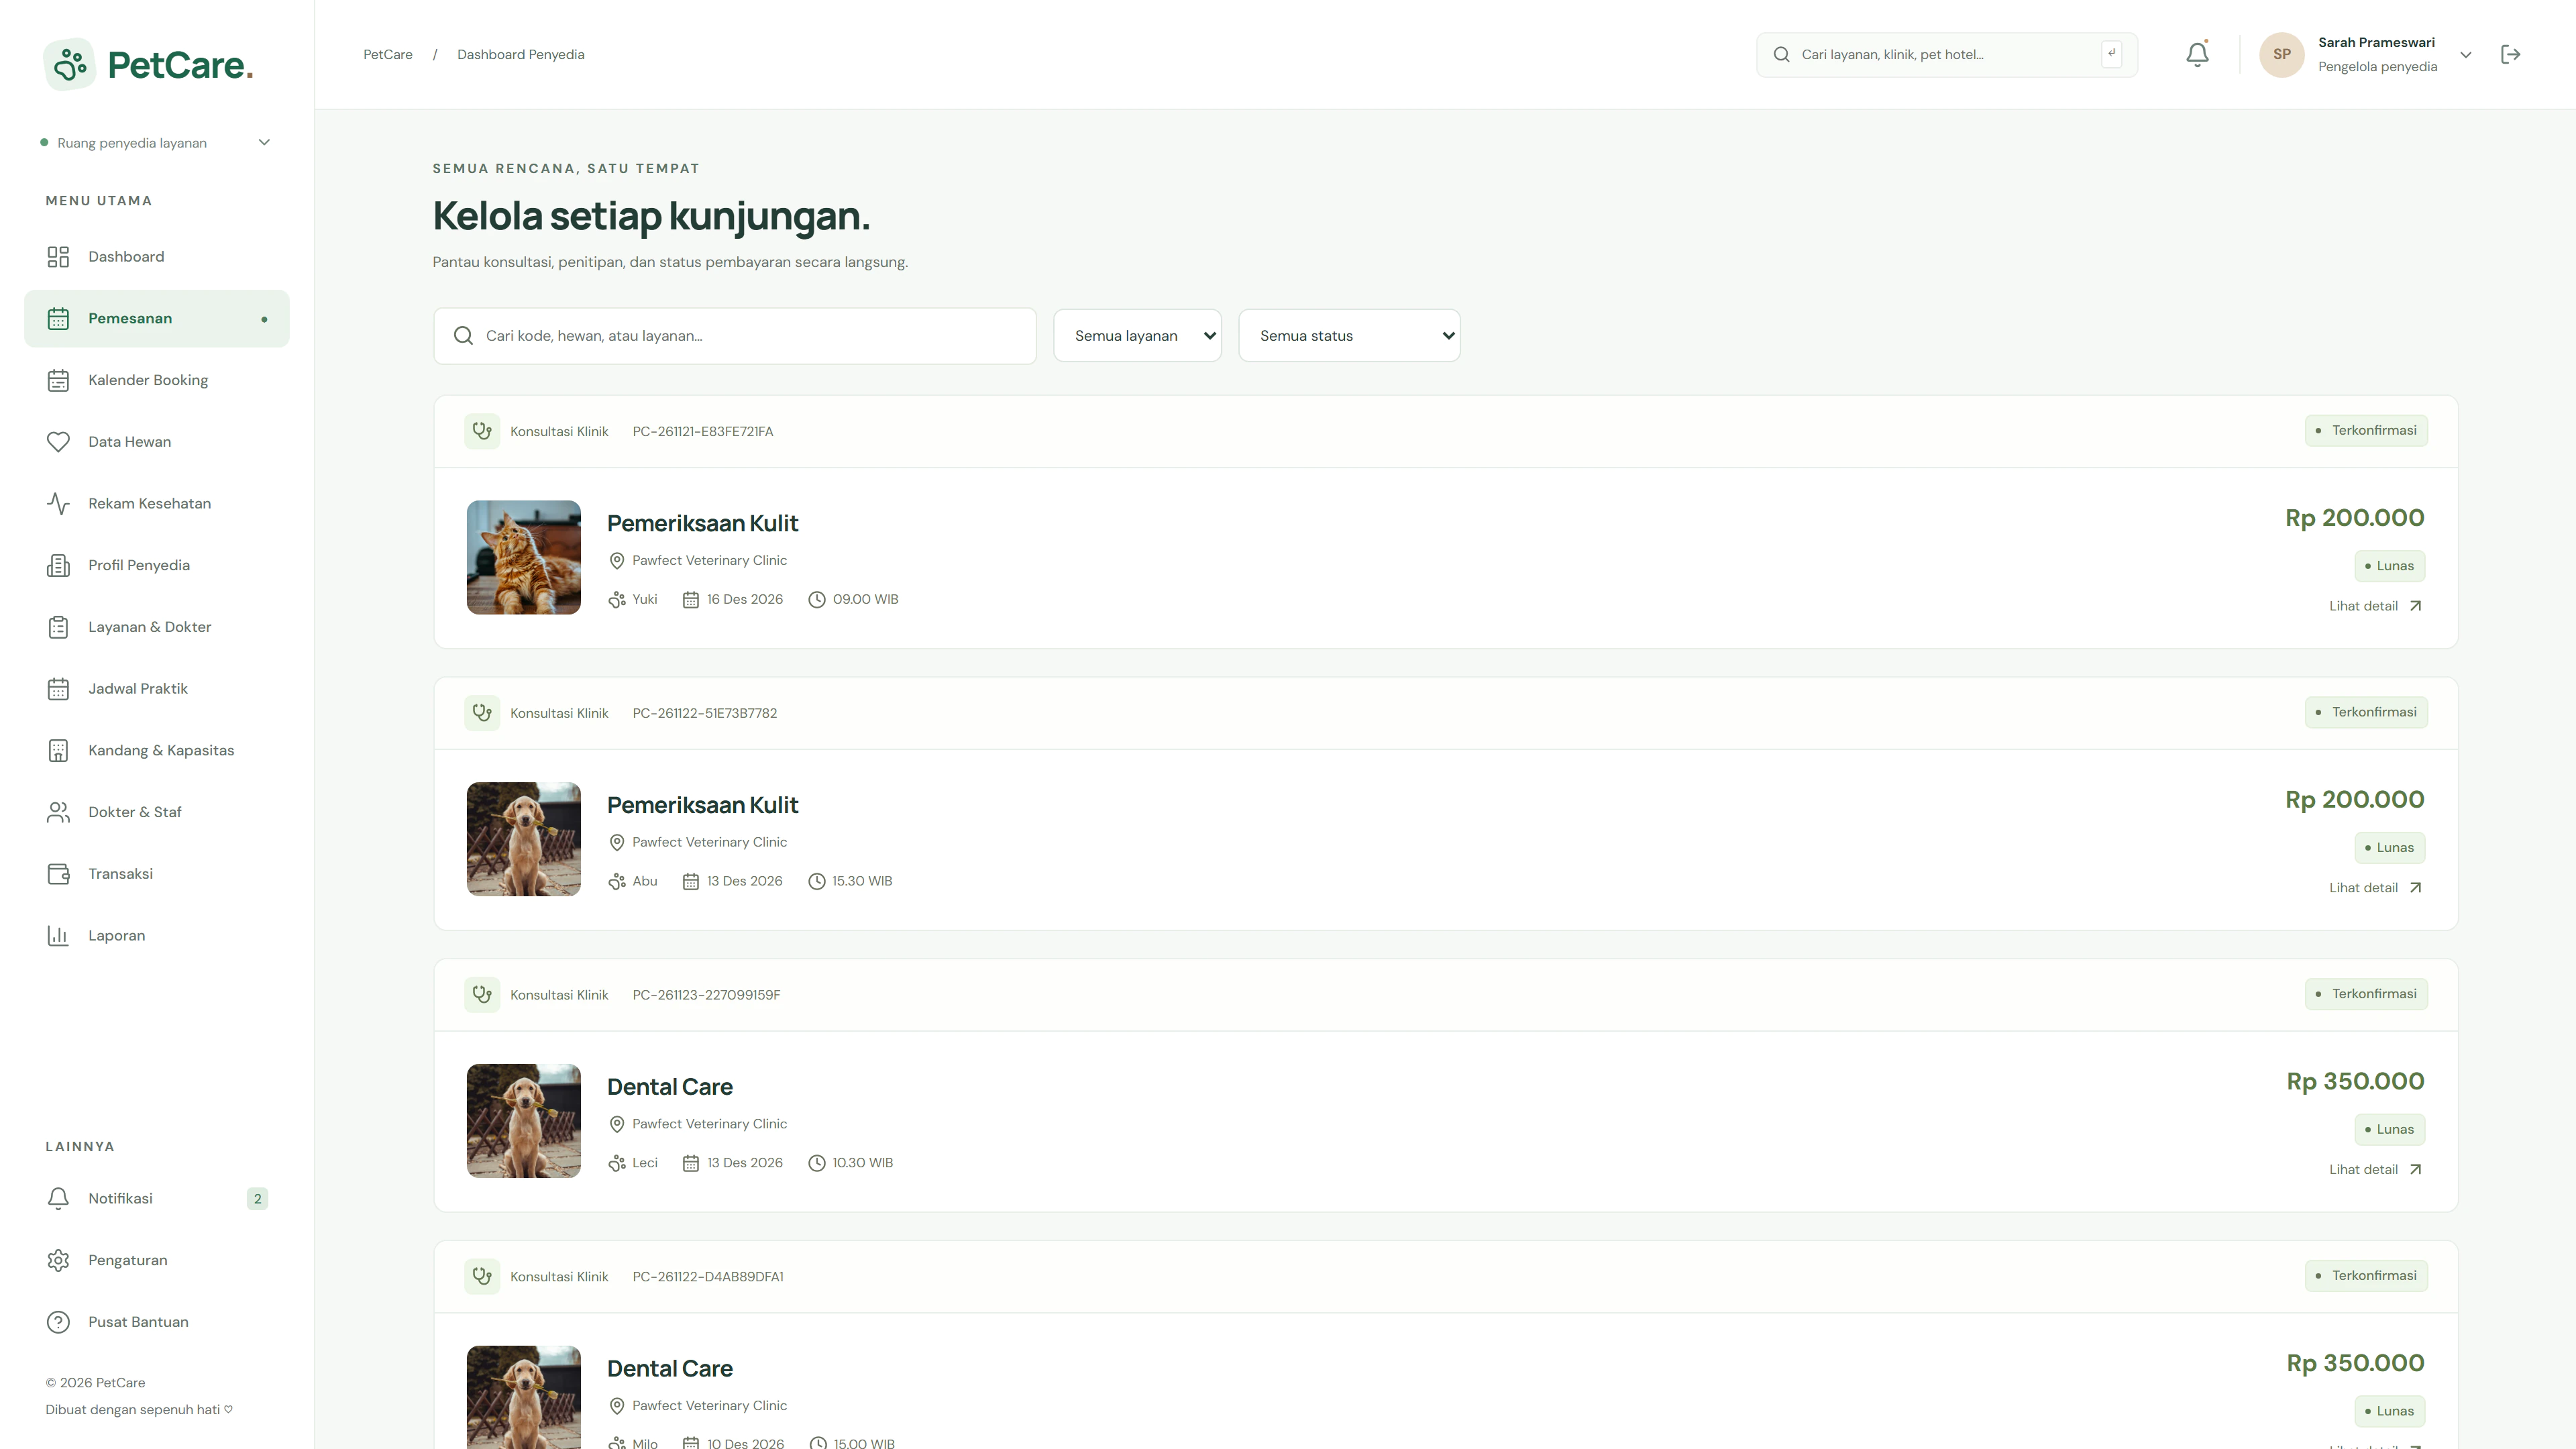 PetCare.
Ruang penyedia layanan
MENU UTAMA
Dashboard
Pemesanan
Kalender Booking
Data Hewan
Rekam Kesehatan
Profil Penyedia
Layanan & Dokter
Jadwal Praktik
Kandang & Kapasitas
Dokter & Staf
Transaksi
Laporan
LAINNYA
Notifikasi 2
Pengaturan
Pusat Bantuan
© 2026 PetCare
Dibuat dengan sepenuh hati ♡
PetCare / Dashboard Penyedia
Cari layanan, klinik, pet hotel...
SP
Sarah Prameswari
Pengelola penyedia
SEMUA RENCANA, SATU TEMPAT
Kelola setiap kunjungan.
Pantau konsultasi, penitipan, dan status pembayaran secara langsung.
Cari kode, hewan, atau layanan...
Semua layanan
Semua status
Konsultasi Klinik PC-261121-E83FE721FA Terkonfirmasi
Pemeriksaan Kulit
Pawfect Veterinary Clinic
Yuki 16 Des 2026 09.00 WIB
Rp 200.000
Lunas
Lihat detail
Konsultasi Klinik PC-261122-51E73B7782 Terkonfirmasi
Pemeriksaan Kulit
Pawfect Veterinary Clinic
Abu 13 Des 2026 15.30 WIB
Rp 200.000
Lunas
Lihat detail
Konsultasi Klinik PC-261123-227099159F Terkonfirmasi
Dental Care
Pawfect Veterinary Clinic
Leci 13 Des 2026 10.30 WIB
Rp 350.000
Lunas
Lihat detail
Konsultasi Klinik PC-261122-D4AB89DFA1 Terkonfirmasi
Dental Care
Pawfect Veterinary Clinic
Milo 10 Des 2026 15.00 WIB
Rp 350.000
Lunas